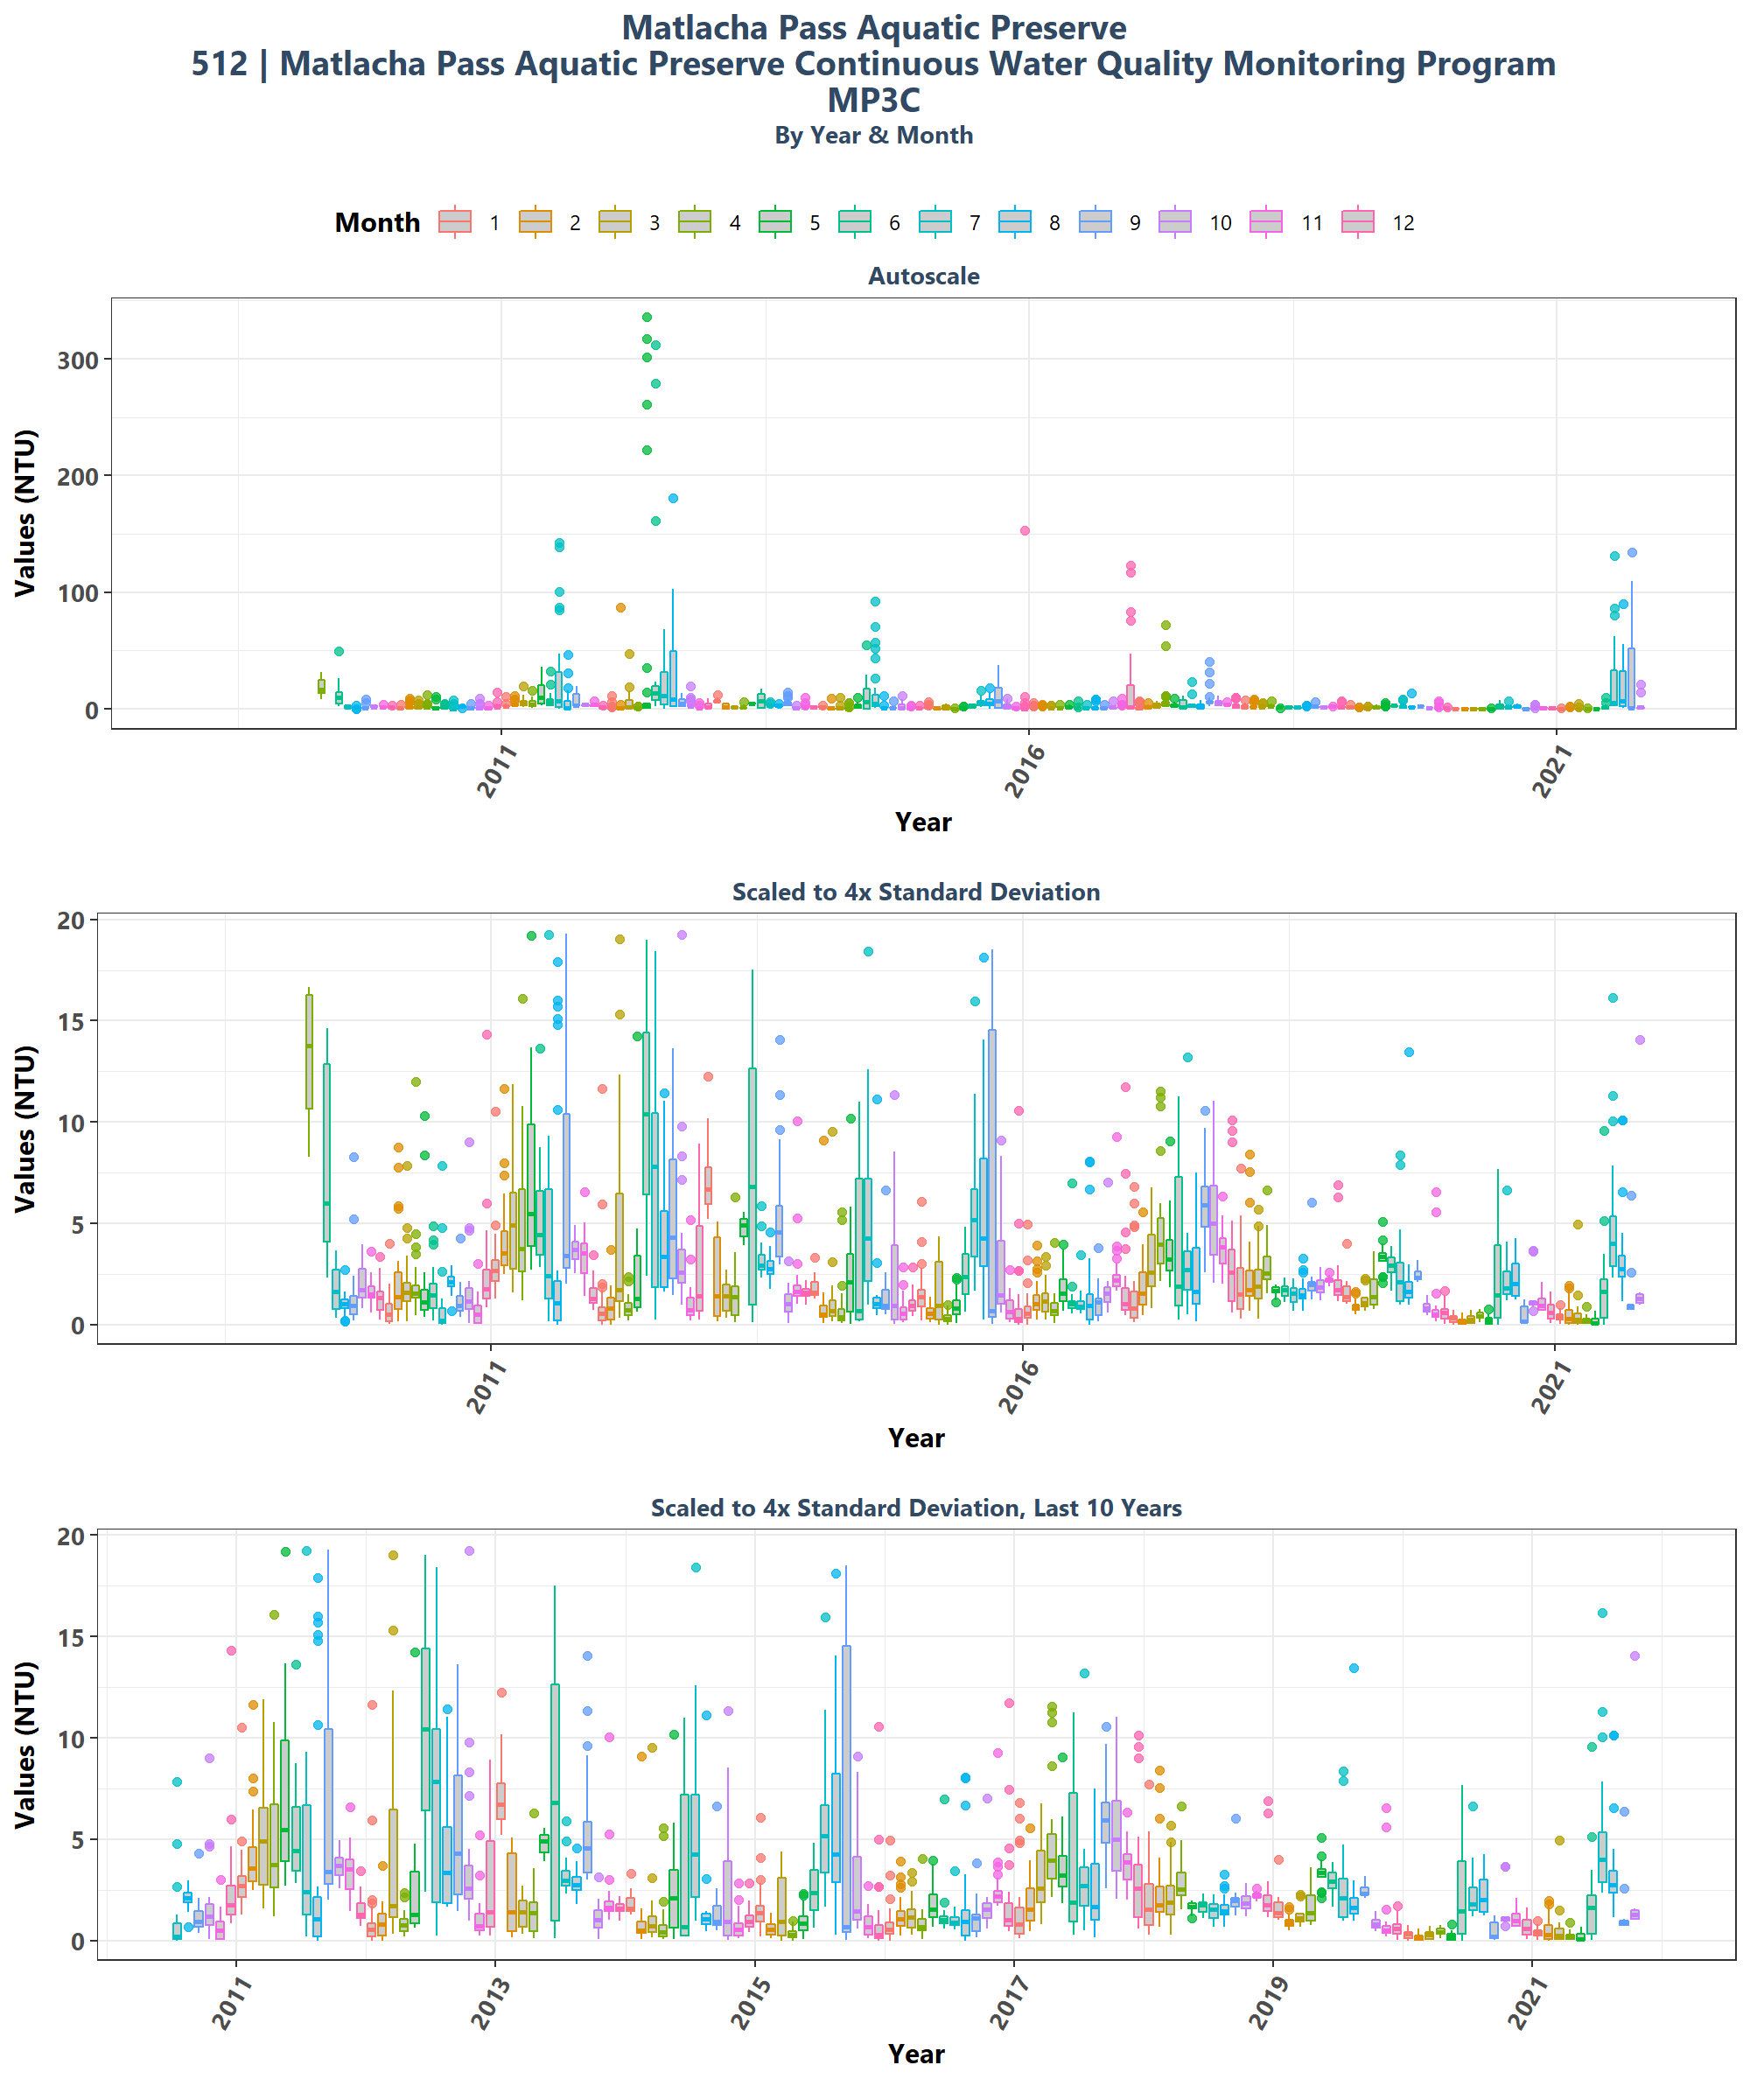 Matlacha Pass Aquatic Preserve
512 | Matlacha Pass Aquatic Preserve Continuous Water Quality Monitoring Program
MP3C
By Year & Month
Month 1 2 3 4 5 6 7 8 9 10 11 12
Autoscale
Values (NTU)
300
200
100
0
2011 2016 2021
Year
Scaled to 4x Standard Deviation
Values (NTU)
20
15
10
5
0
2011 2016 2021
Year
Scaled to 4x Standard Deviation, Last 10 Years
Values (NTU)
20
15
10
5
0
2011 2013 2015 2017 2019 2021
Year